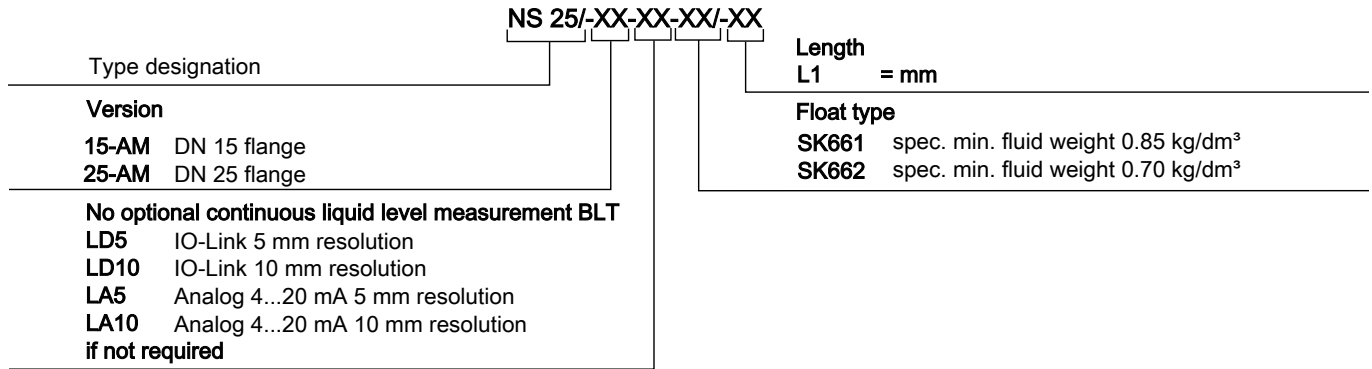 NS 25/-XX-XX-XX/-XX
Type designation
Version
15-AM DN 15 flange
25-AM DN 25 flange
No optional continuous liquid level measurement BLT
LD5 IO-Link 5 mm resolution
LD10 IO-Link 10 mm resolution
LA5 Analog 4...20 mA 5 mm resolution
LA10 Analog 4...20 mA 10 mm resolution
if not required
Length
L1 = mm
Float type
SK661 spec. min. fluid weight 0.85 kg/dm³
SK662 spec. min. fluid weight 0.70 kg/dm³